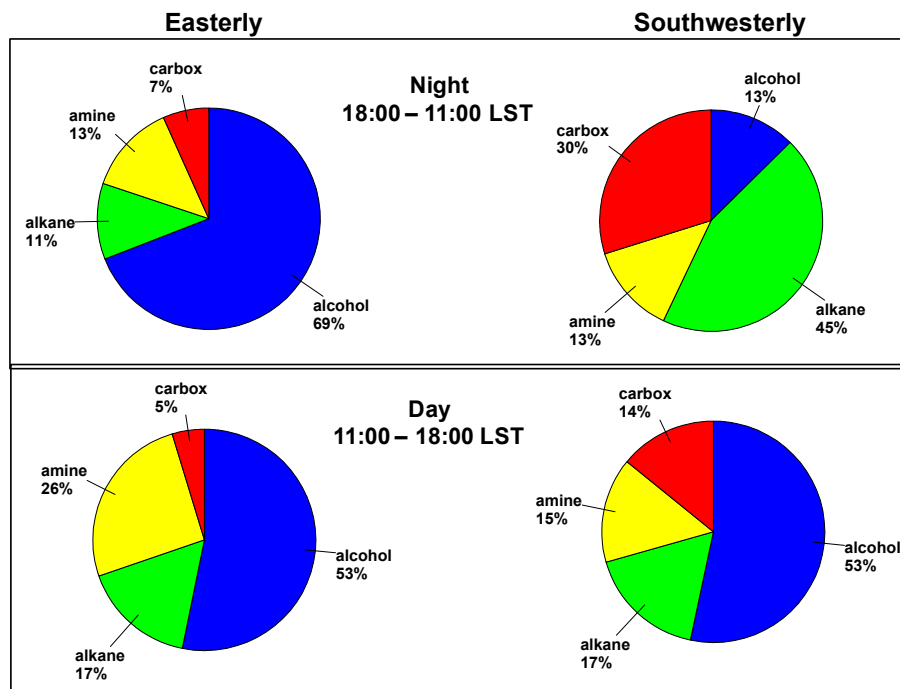 Easterly
Southwesterly
Night
18:00 – 11:00 LST
carbox
7%
amine
13%
alkane
11%
alcohol
69%
alcohol
13%
carbox
30%
amine
13%
alkane
45%
Day
11:00 – 18:00 LST
carbox
5%
amine
26%
alcohol
53%
alkane
17%
carbox
14%
amine
15%
alcohol
53%
alkane
17%